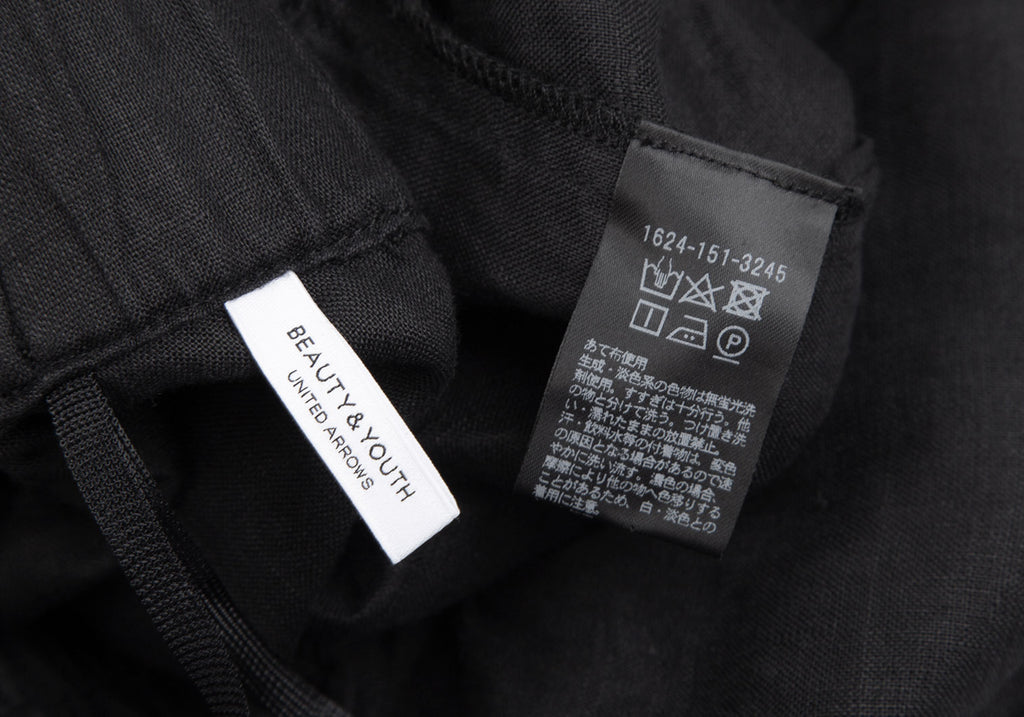 BEAUTY&YOUTH
UNITED ARROWS
1624-151-3245
P
あて布使用
生成・淡色系の色物は無蛍光洗
剤使用。すすぎは十分行う。他
の物と分けて洗う。つけ置き洗
い・濡れたままの放置禁止。
汗・飲料水等の付着物は、変色
の原因となる場合があるので速
やかに洗い流す。濃色の場合、
摩擦により他の物へ色移りする
ことがあるため、白・淡色との
着用に注意。